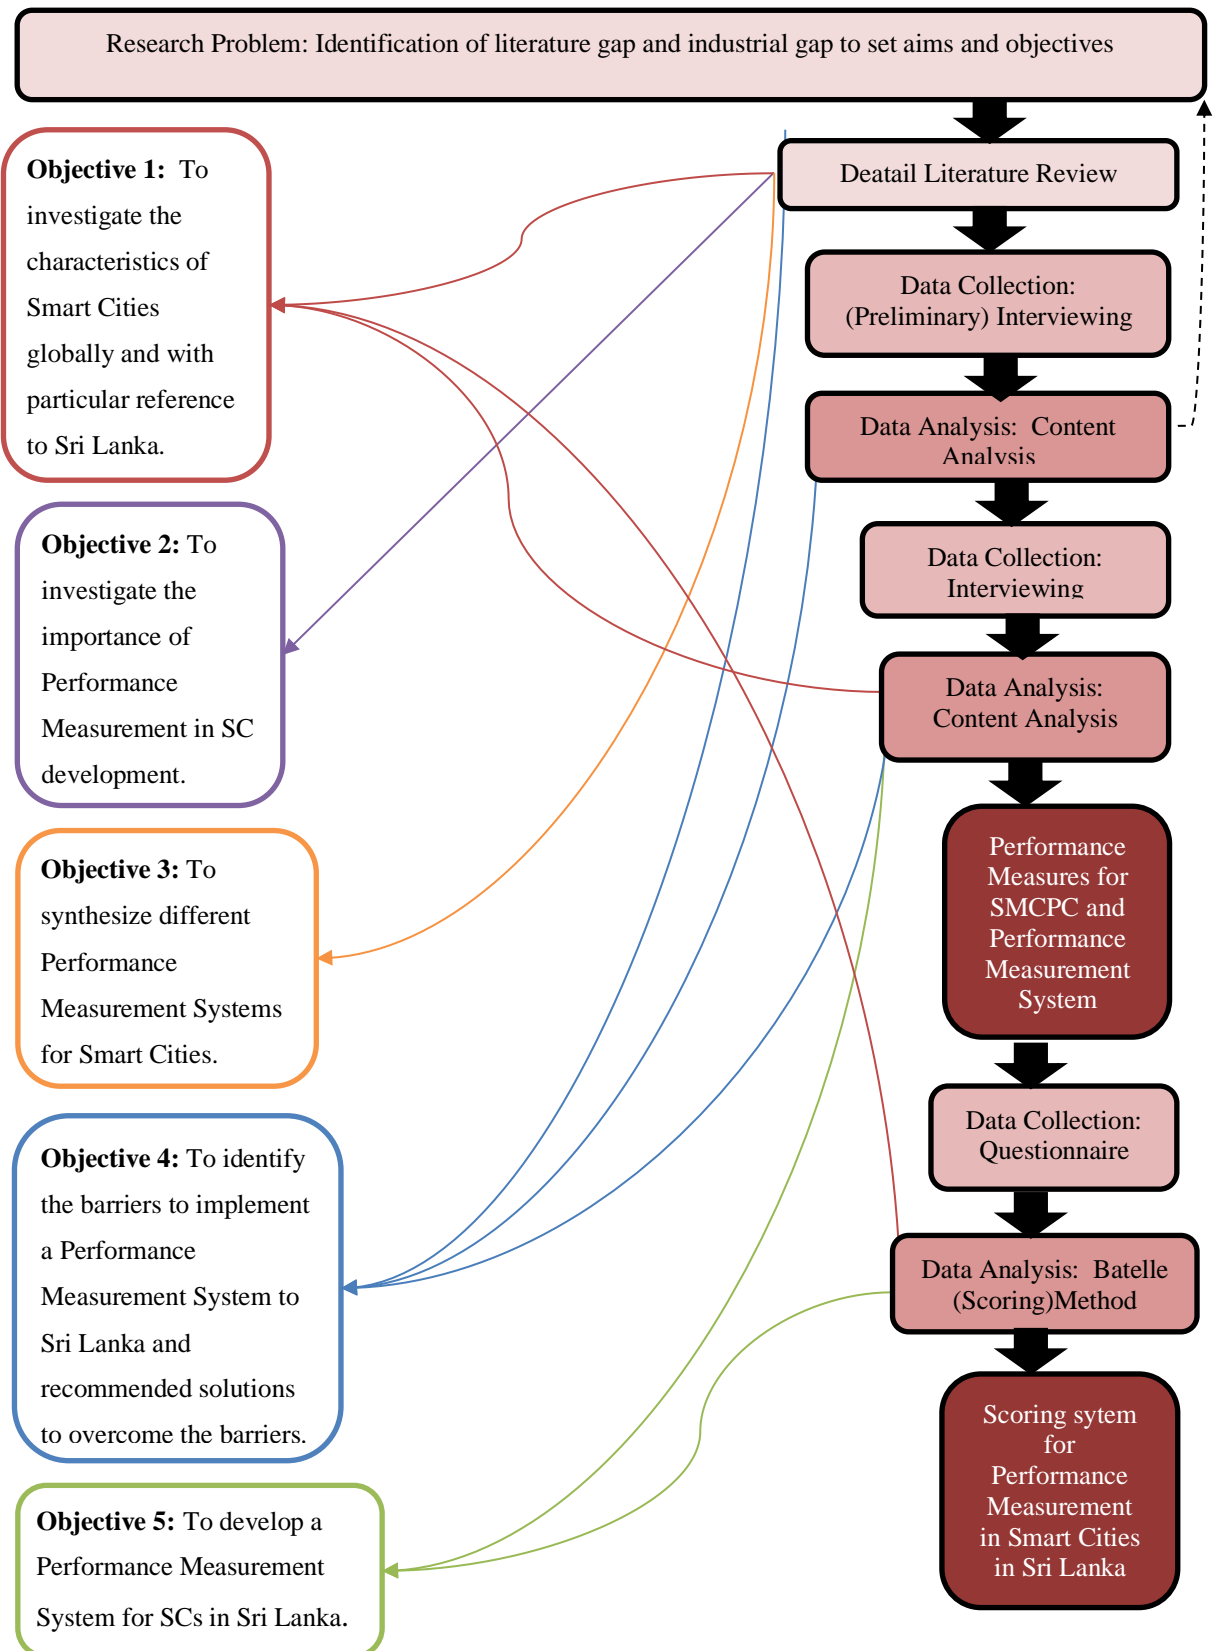 Research Problem: Identification of literature gap and industrial gap to set aims and objectives
Objective 1: To
investigate the
characteristics of
Smart Cities
globally and with
particular reference
to Sri Lanka.
Objective 2: To
investigate the
importance of
Performance
Measurement in SC
development.
Objective 3: To
synthesize different
Performance
Measurement Systems
for Smart Cities.
Objective 4: To identify
the barriers to implement
a Performance
Measurement System to
Sri Lanka and
recommended solutions
to overcome the barriers.
Objective 5: To develop a
Performance Measurement
System for SCs in Sri Lanka.
Deatail Literature Review
Data Collection:
(Preliminary) Interviewing
Data Analysis: Content
Analysis
Data Collection:
Interviewing
Data Analysis:
Content Analysis
Performance
Measures for
SMCPC and
Performance
Measurement
System
Data Collection:
Questionnaire
Data Analysis: Batelle
(Scoring)Method
Scoring sytem
for
Performance
Measurement
in Smart Cities
in Sri Lanka